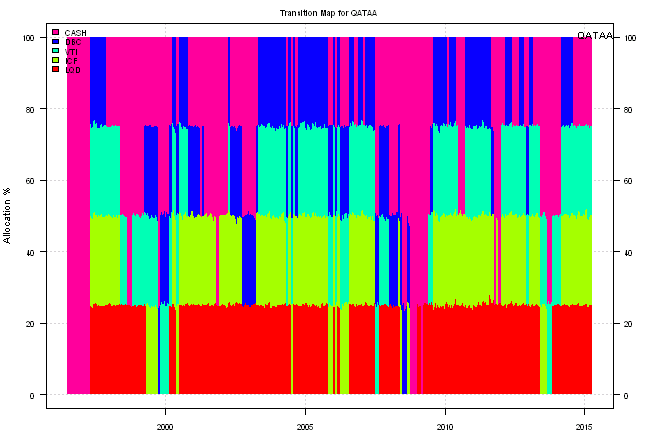 Transition Map for QATAA
QATAA
CASH
DBC
VTI
ICF
LQD
Allocation %
100
80
60
40
20
0
100
80
60
40
20
0
2000
2005
2010
2015